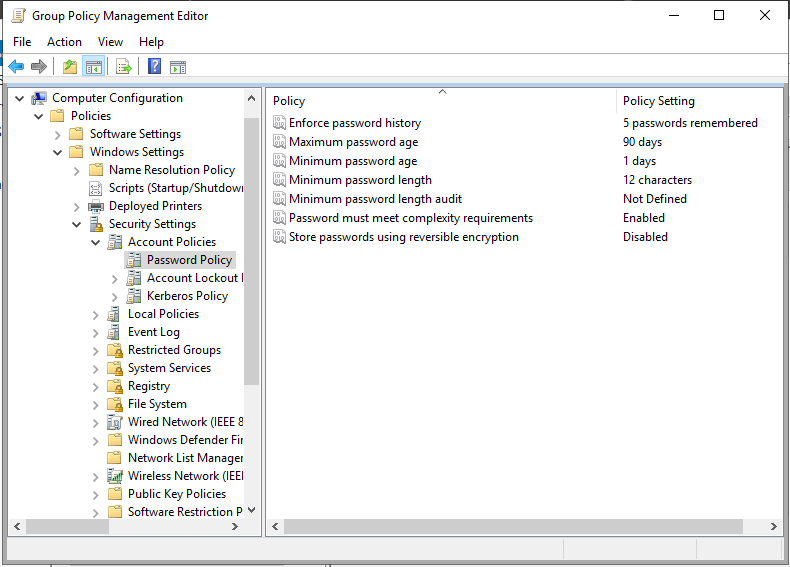 Group Policy Management Editor
File Action View Help
Computer Configuration
Policies
Software Settings
Windows Settings
Name Resolution Policy
Scripts (Startup/Shutdown
Deployed Printers
Security Settings
Account Policies
Password Policy
Account Lockout
Kerberos Policy
Local Policies
Event Log
Restricted Groups
System Services
Registry
File System
Wired Network (IEEE 8
Windows Defender Fir
Network List Manager
Wireless Network (IEEE
Public Key Policies
Software Restriction P
Policy Policy Setting
Enforce password history 5 passwords remembered
Maximum password age 90 days
Minimum password age 1 days
Minimum password length 12 characters
Minimum password length audit Not Defined
Password must meet complexity requirements Enabled
Store passwords using reversible encryption Disabled